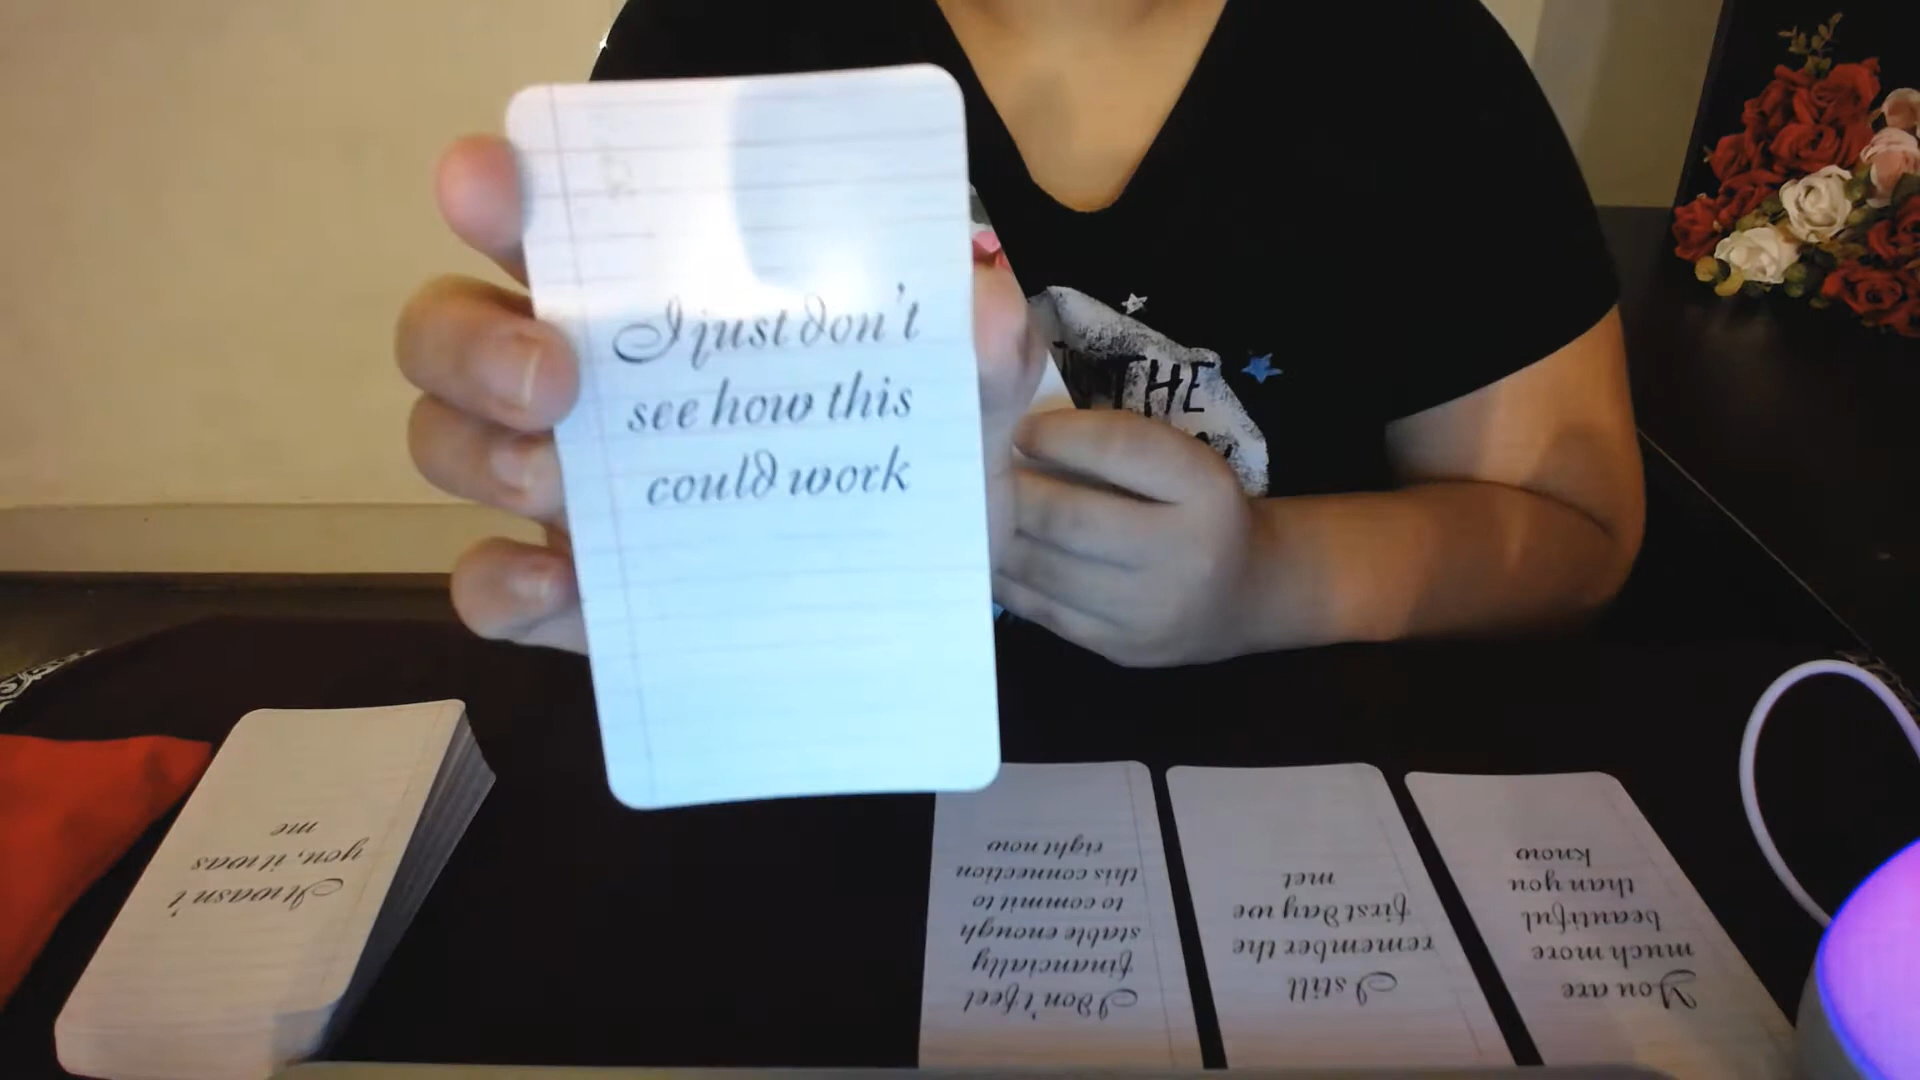 I just don't
see how this
could work
THE
It wasn't
you, it was
me
I don't feel
financially
stable enough
to commit to
this connection
right now
I still
remember the
first day we
met
You are
much more
beautiful
than you
know